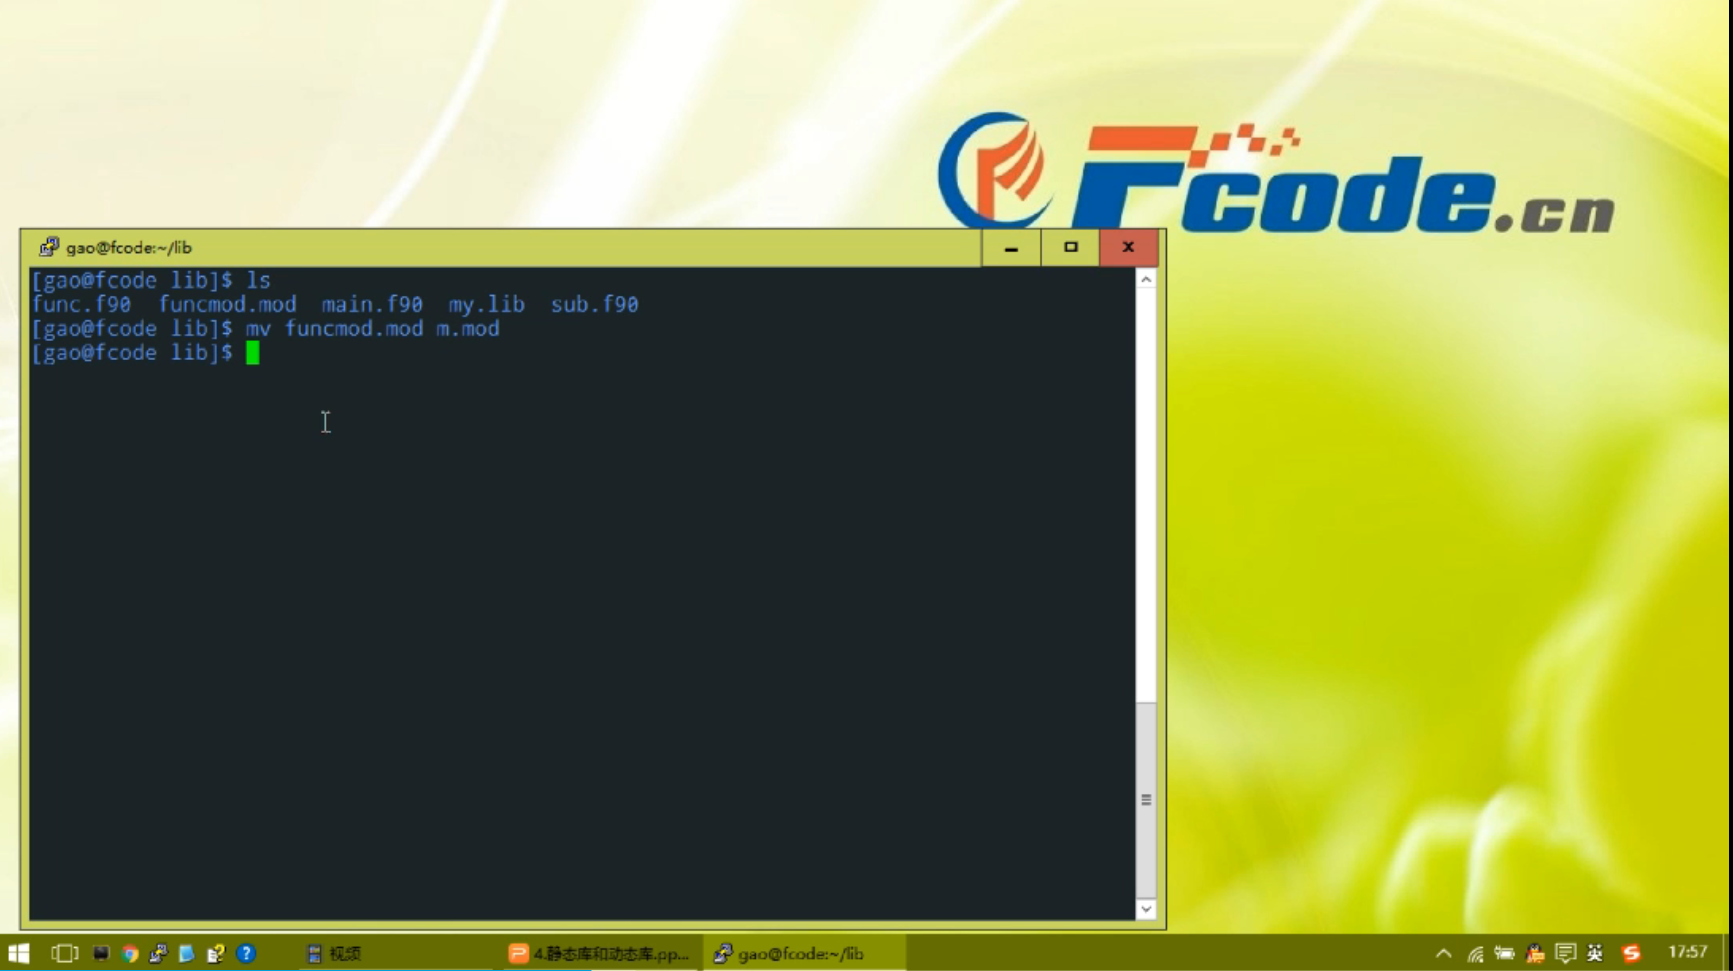 Fcode.cn
gao@fcode:~/lib
[gao@fcode lib]$ ls
func.f90 funcmod.mod main.f90 my.lib sub.f90
[gao@fcode lib]$ mv funcmod.mod m.mod
[gao@fcode lib]$
视频
4.静态库和动态库.pp...
gao@fcode:~/lib
英
17:57